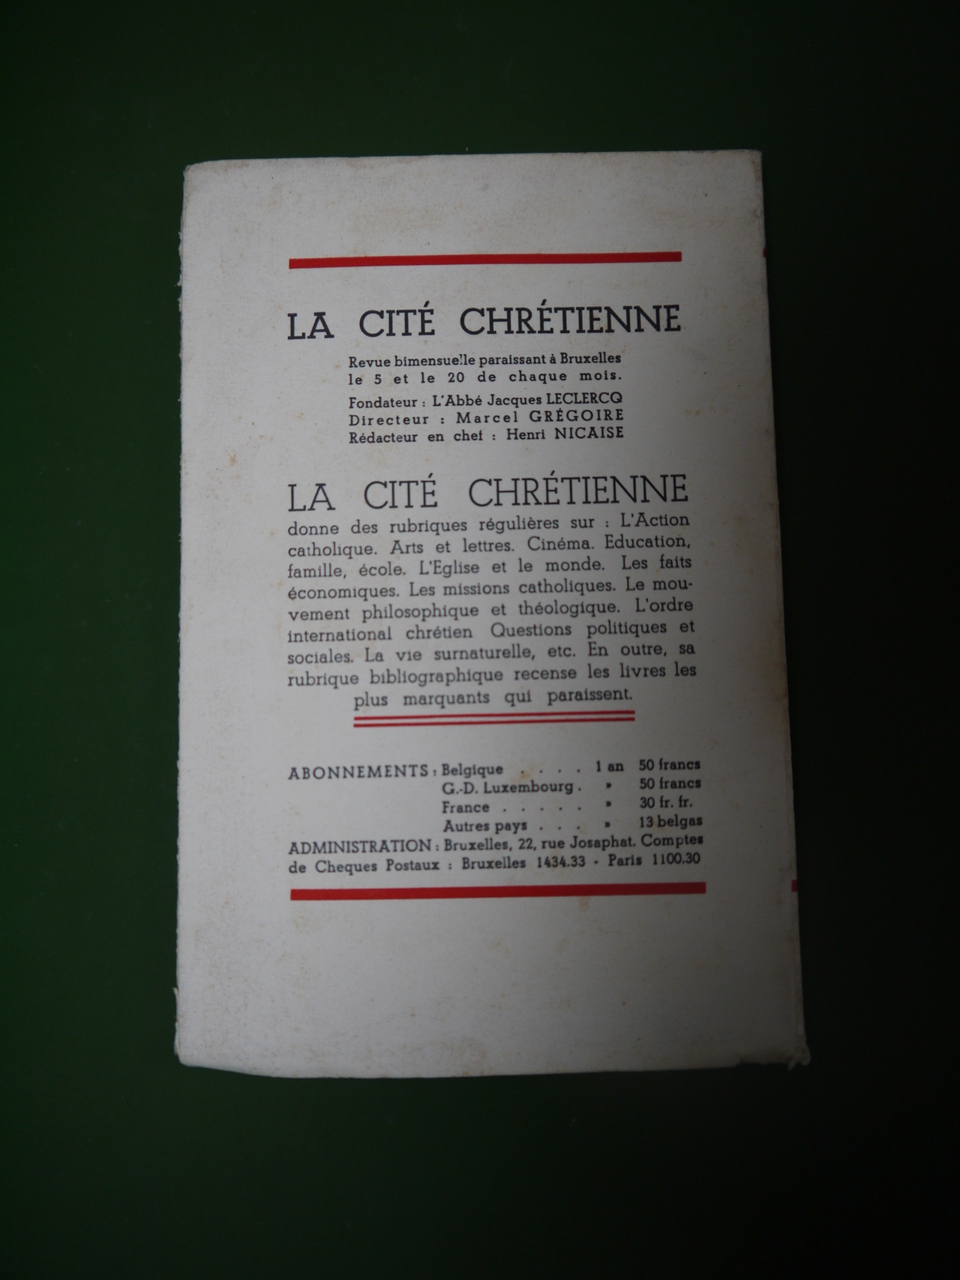 LA CITÉ CHRÉTIENNE
Revue bimensuelle paraissant à Bruxelles
le 5 et le 20 de chaque mois.
Fondateur : L'Abbé Jacques LECLERCQ
Directeur : Marcel GRÉGOIRE
Rédacteur en chef : Henri NICAISE
LA CITÉ CHRÉTIENNE
donne des rubriques régulières sur : L'Action
catholique. Arts et lettres. Cinéma. Education,
famille, école. L'Eglise et le monde. Les faits
économiques. Les missions catholiques. Le mou-
vement philosophique et théologique. L'ordre
international chrétien Questions politiques et
sociales. La vie surnaturelle, etc. En outre, sa
rubrique bibliographique recense les livres les
plus marquants qui paraissent.
ABONNEMENTS : Belgique . . . . 1 an 50 francs
G.-D. Luxembourg . » 50 francs
France . . . . . » 30 fr. fr.
Autres pays . . . » 13 belgas
ADMINISTRATION : Bruxelles, 22, rue Josaphat. Comptes
de Cheques Postaux : Bruxelles 1434.33 - Paris 1100.30